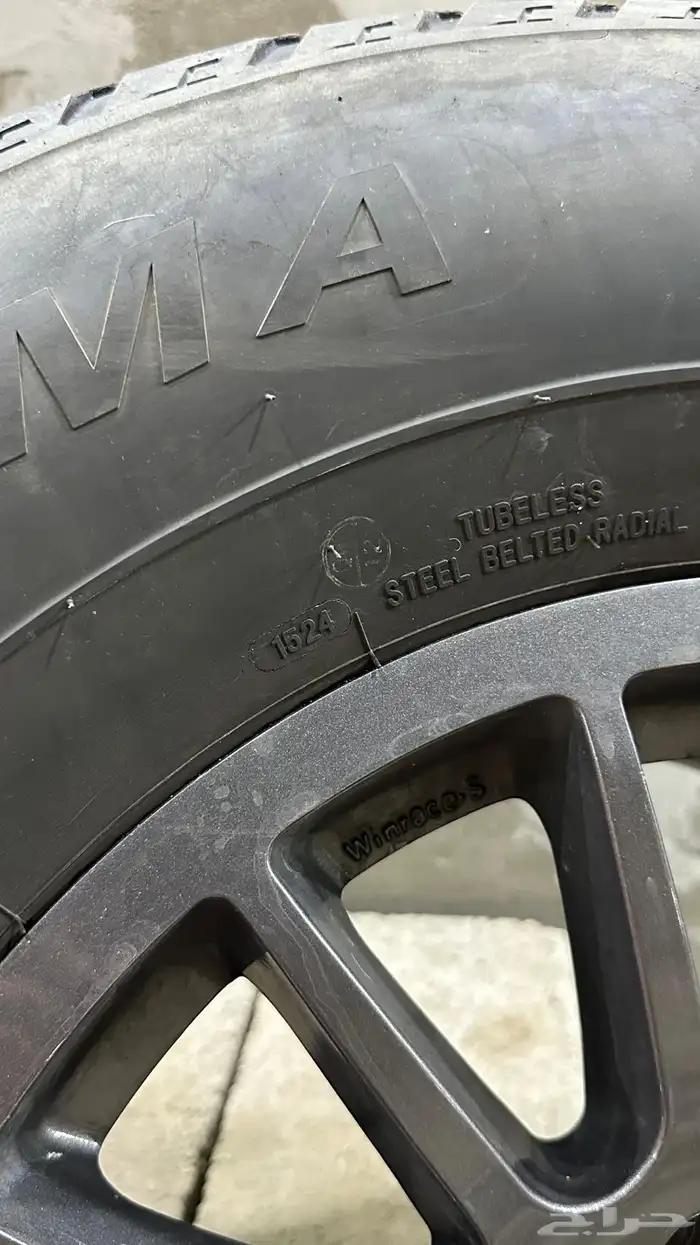 MA
TUBELESS
STEEL BELTED RADIAL
1524
Winrace-S
حراج